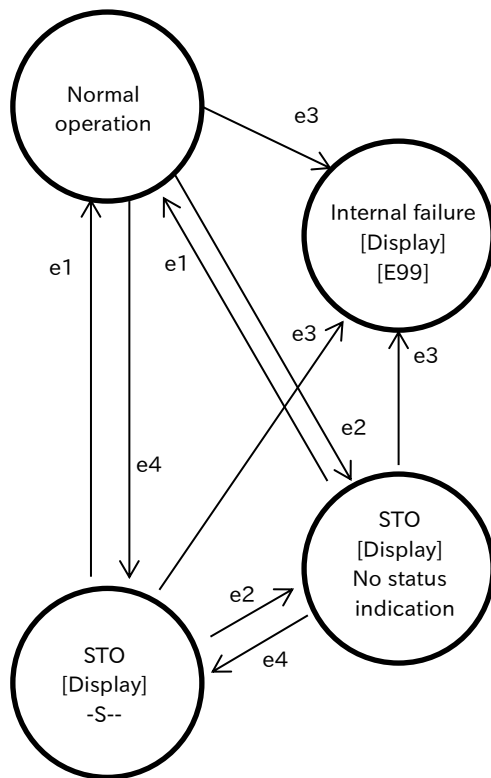 Normal
operation
e3
Internal failure
[Display]
[E99]
e1
e1
e3
e3
e2
e4
STO
[Display]
No status
indication
e2
e4
STO
[Display]
-S--